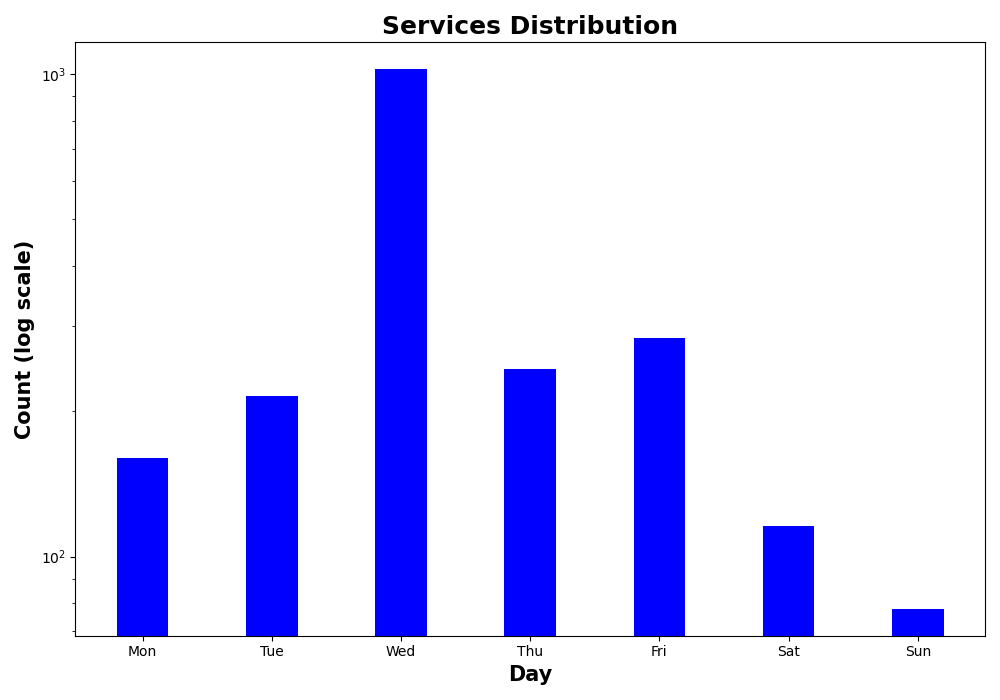 Services Distribution
Count (log scale)
10³
10²
Mon Tue Wed Thu Fri Sat Sun
Day